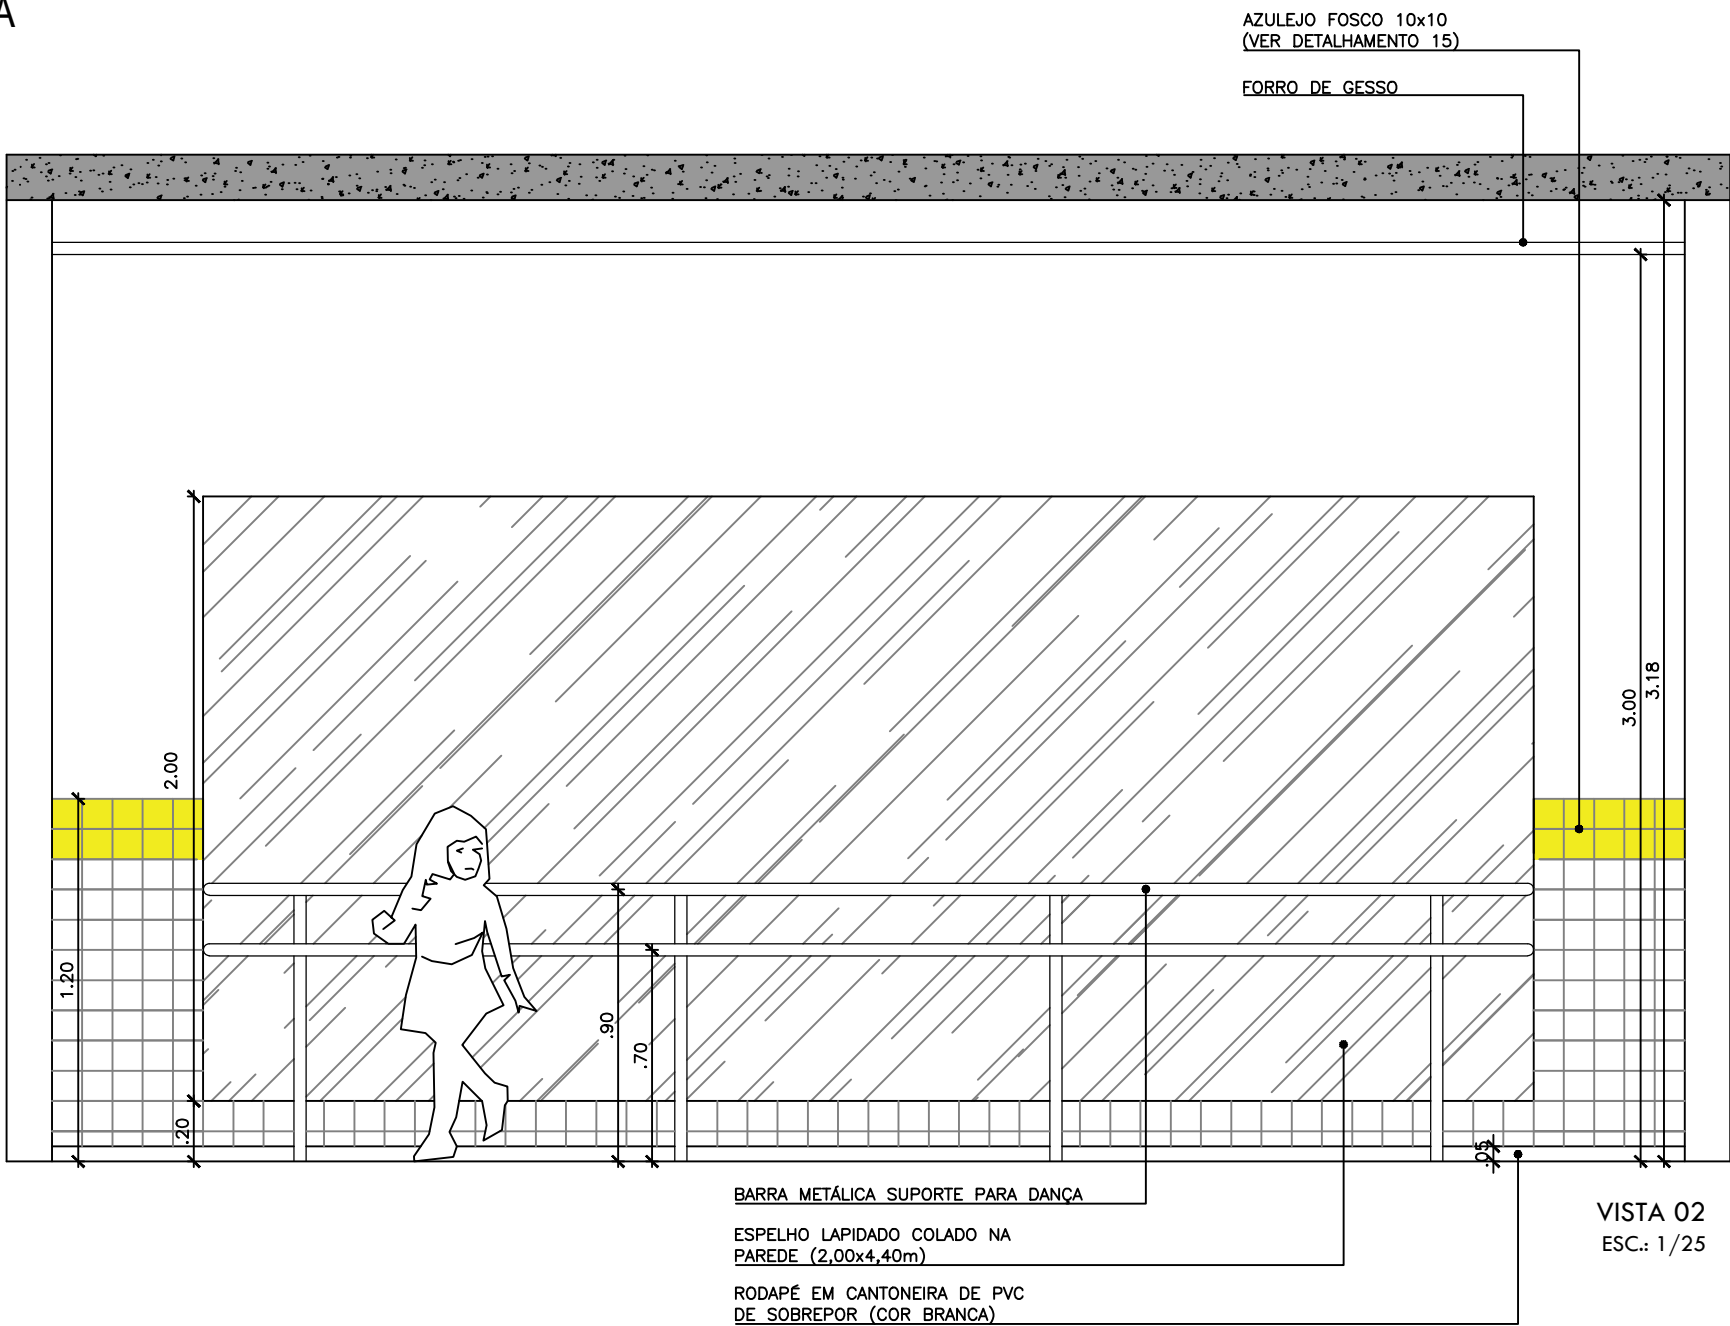 A
AZULEJO FOSCO 10x10
(VER DETALHAMENTO 15)
FORRO DE GESSO
2.00
3.00
3.18
1.20
.90
.70
.20
.05
BARRA METÁLICA SUPORTE PARA DANÇA
ESPELHO LAPIDADO COLADO NA
PAREDE (2,00x4,40m)
RODAPÉ EM CANTONEIRA DE PVC
DE SOBREPOR (COR BRANCA)
VISTA 02
ESC.: 1/25